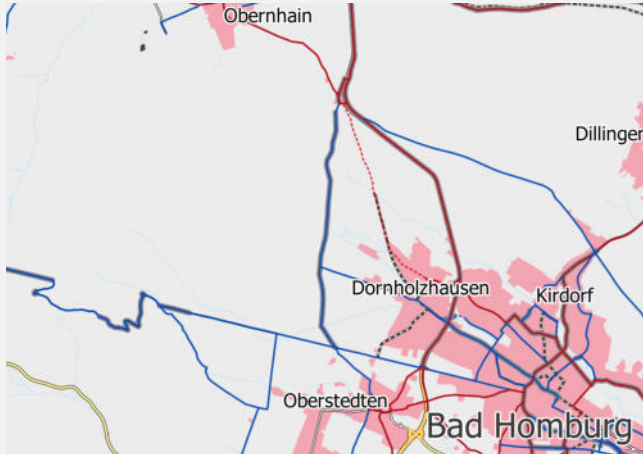 Obernhain
Dillingen
Dornholzhausen
Kirdorf
Oberstedten
Bad Homburg